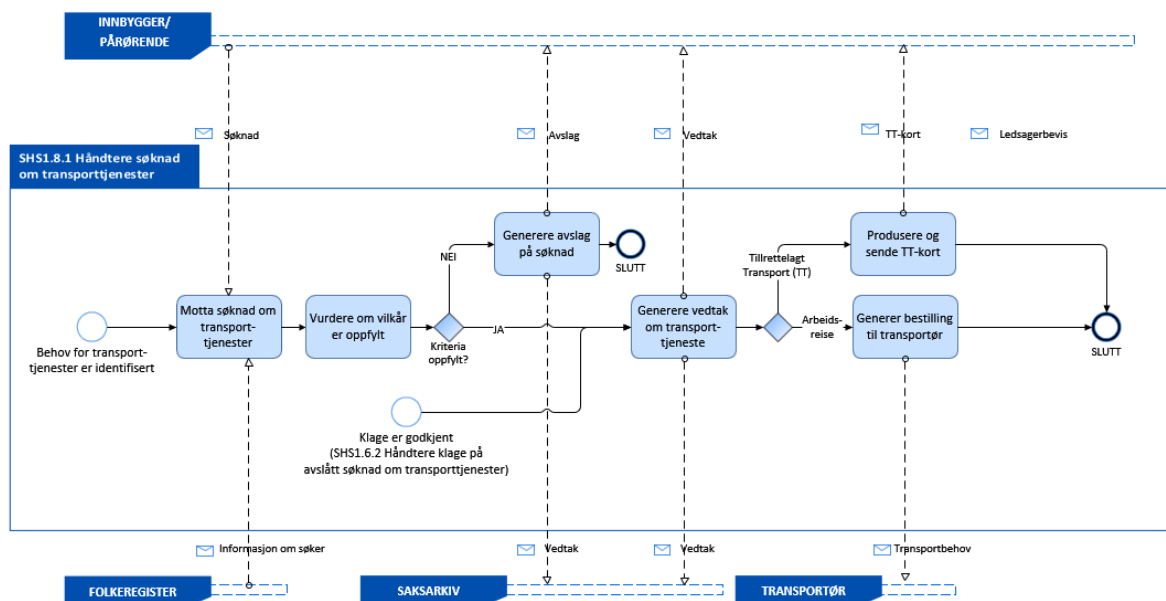 INNBYGGER/
PÅRØRENDE
Søknad
Avslag
Vedtak
TT-kort
Ledsagerbevis
SHS1.8.1 Håndtere søknad
om transporttjenester
Generere avslag
på søknad
NEI
SLUTT
Tillrettelagt
Transport (TT)
Produsere og
sende TT-kort
Motta søknad om
transport-
tjenester
Vurdere om vilkår
er oppfylt
JA
Kriteria
oppfylt?
Generere vedtak
om transport-
tjeneste
Arbeids-
reise
Generer bestilling
til transportør
SLUTT
Behov for transport-
tjenester er identifisert
Klage er godkjent
(SHS1.6.2 Håndtere klage på
avslått søknad om transporttjenester)
Informasjon om søker
Vedtak
Vedtak
Transportbehov
FOLKEREGISTER
SAKSARKIV
TRANSPORTØR